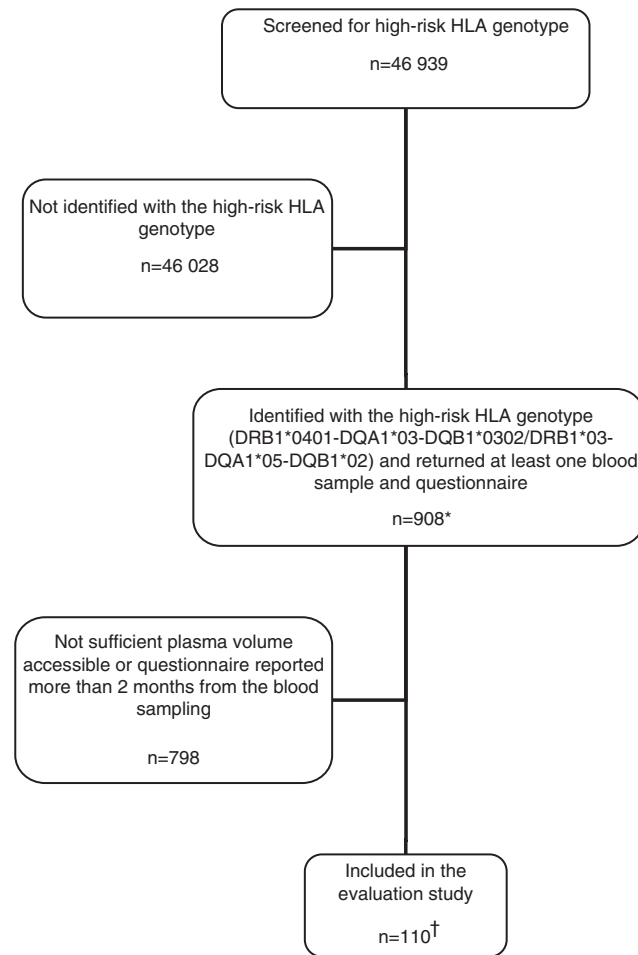 Screened for high-risk HLA genotype
n=46 939
Not identified with the high-risk HLA
genotype
n=46 028
Identified with the high-risk HLA genotype
(DRB1*0401-DQA1*03-DQB1*0302/DRB1*03-
DQA1*05-DQB1*02) and returned at least one blood
sample and questionnaire
n=908*
Not sufficient plasma volume
accessible or questionnaire reported
more than 2 months from the blood
sampling
n=798
Included in the
evaluation study
n=110†